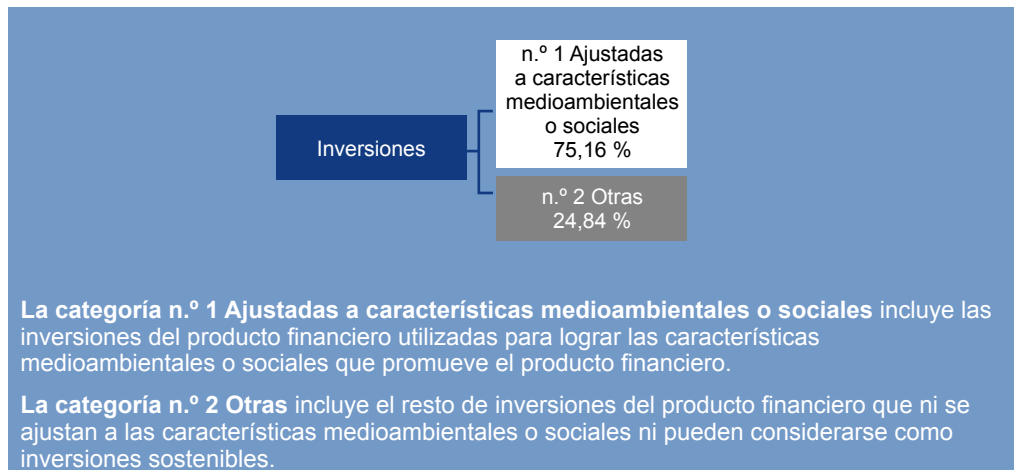 n.º 1 Ajustadas
a características
medioambientales
o sociales
75,16 %
Inversiones
n.º 2 Otras
24,84 %
La categoría n.º 1 Ajustadas a características medioambientales o sociales incluye las
inversiones del producto financiero utilizadas para lograr las características
medioambientales o sociales que promueve el producto financiero.
La categoría n.º 2 Otras incluye el resto de inversiones del producto financiero que ni se
ajustan a las características medioambientales o sociales ni pueden considerarse como
inversiones sostenibles.